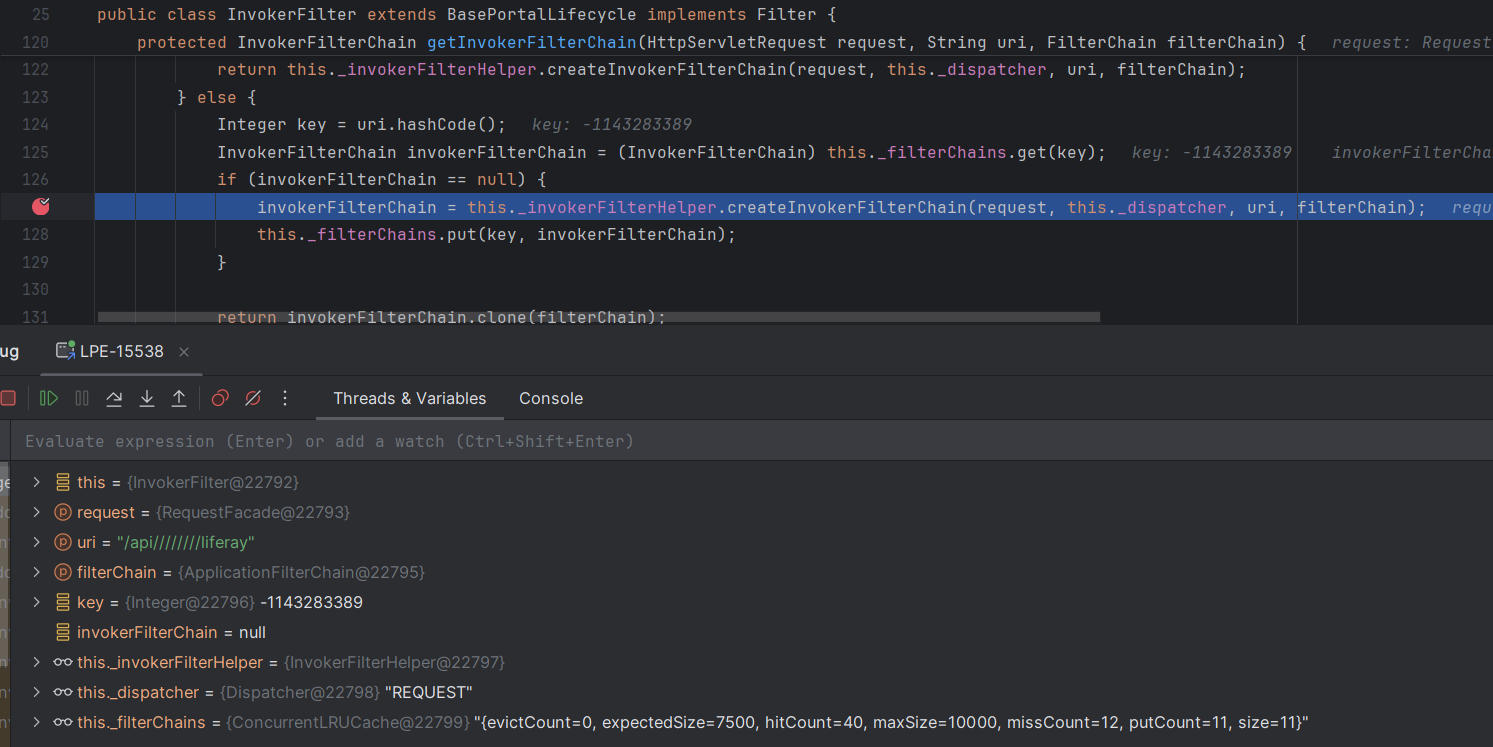 25 public class InvokerFilter extends BasePortalLifecycle implements Filter {
120 protected InvokerFilterChain getInvokerFilterChain(HttpServletRequest request, String uri, FilterChain filterChain) { request: Request
122 return this._invokerFilterHelper.createInvokerFilterChain(request, this._dispatcher, uri, filterChain);
123 } else {
124 Integer key = uri.hashCode(); key: -1143283389
125 InvokerFilterChain invokerFilterChain = (InvokerFilterChain) this._filterChains.get(key); key: -1143283389 invokerFilterCha
126 if (invokerFilterChain == null) {
invokerFilterChain = this._invokerFilterHelper.createInvokerFilterChain(request, this._dispatcher, uri, filterChain); requ
128 this._filterChains.put(key, invokerFilterChain);
129 }
130
131 return invokerFilterChain.clone(filterChain);
ug LPE-15538
Threads & Variables Console
Evaluate expression (Enter) or add a watch (Ctrl+Shift+Enter)
this = {InvokerFilter@22792}
request = {RequestFacade@22793}
uri = "/api////////liferay"
filterChain = {ApplicationFilterChain@22795}
key = {Integer@22796} -1143283389
invokerFilterChain = null
this._invokerFilterHelper = {InvokerFilterHelper@22797}
this._dispatcher = {Dispatcher@22798} "REQUEST"
this._filterChains = {ConcurrentLRUCache@22799} "{evictCount=0, expectedSize=7500, hitCount=40, maxSize=10000, missCount=12, putCount=11, size=11}"